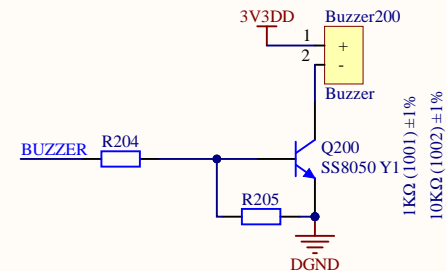 3V3DD
Buzzer200
1
+
2
-
Buzzer
BUZZER
R204
Q200
SS8050 Y1
R205
DGND
1KΩ (1001) ±1%
10KΩ (1002) ±1%